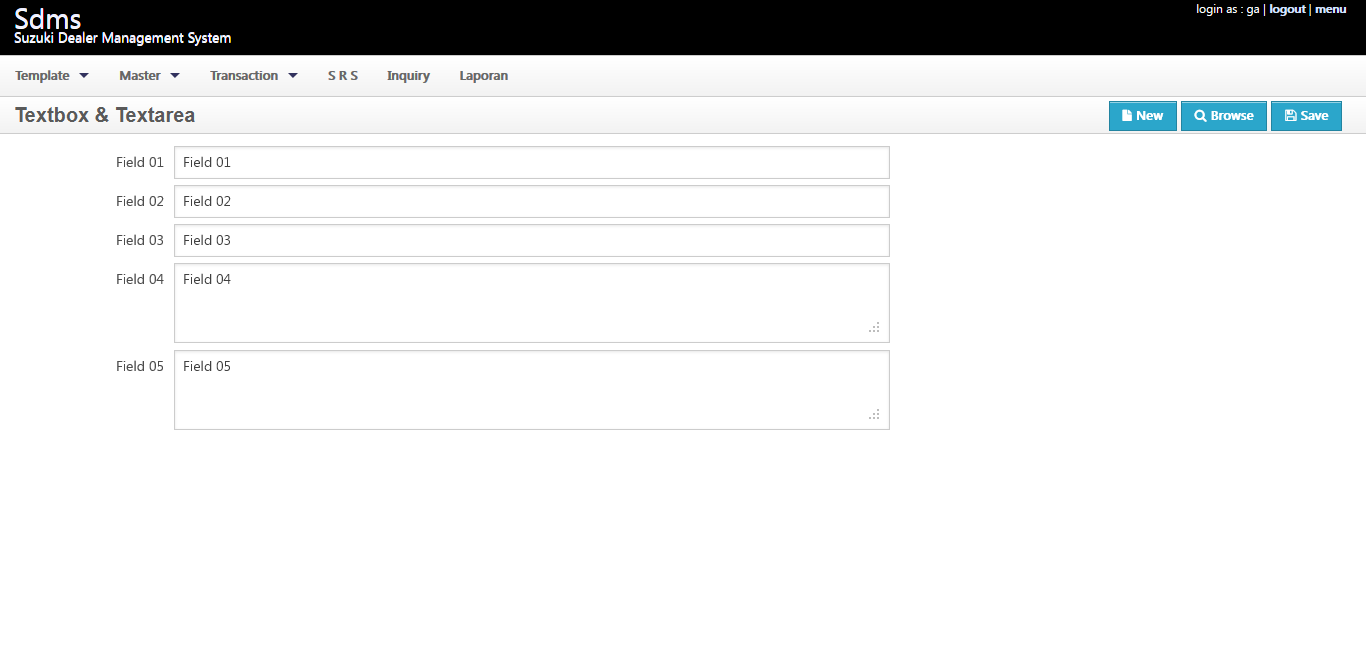 Sdms
Suzuki Dealer Management System
login as : ga | logout | menu
Template Master Transaction S R S Inquiry Laporan
Textbox & Textarea
New Browse Save
Field 01 Field 01
Field 02 Field 02
Field 03 Field 03
Field 04 Field 04
Field 05 Field 05